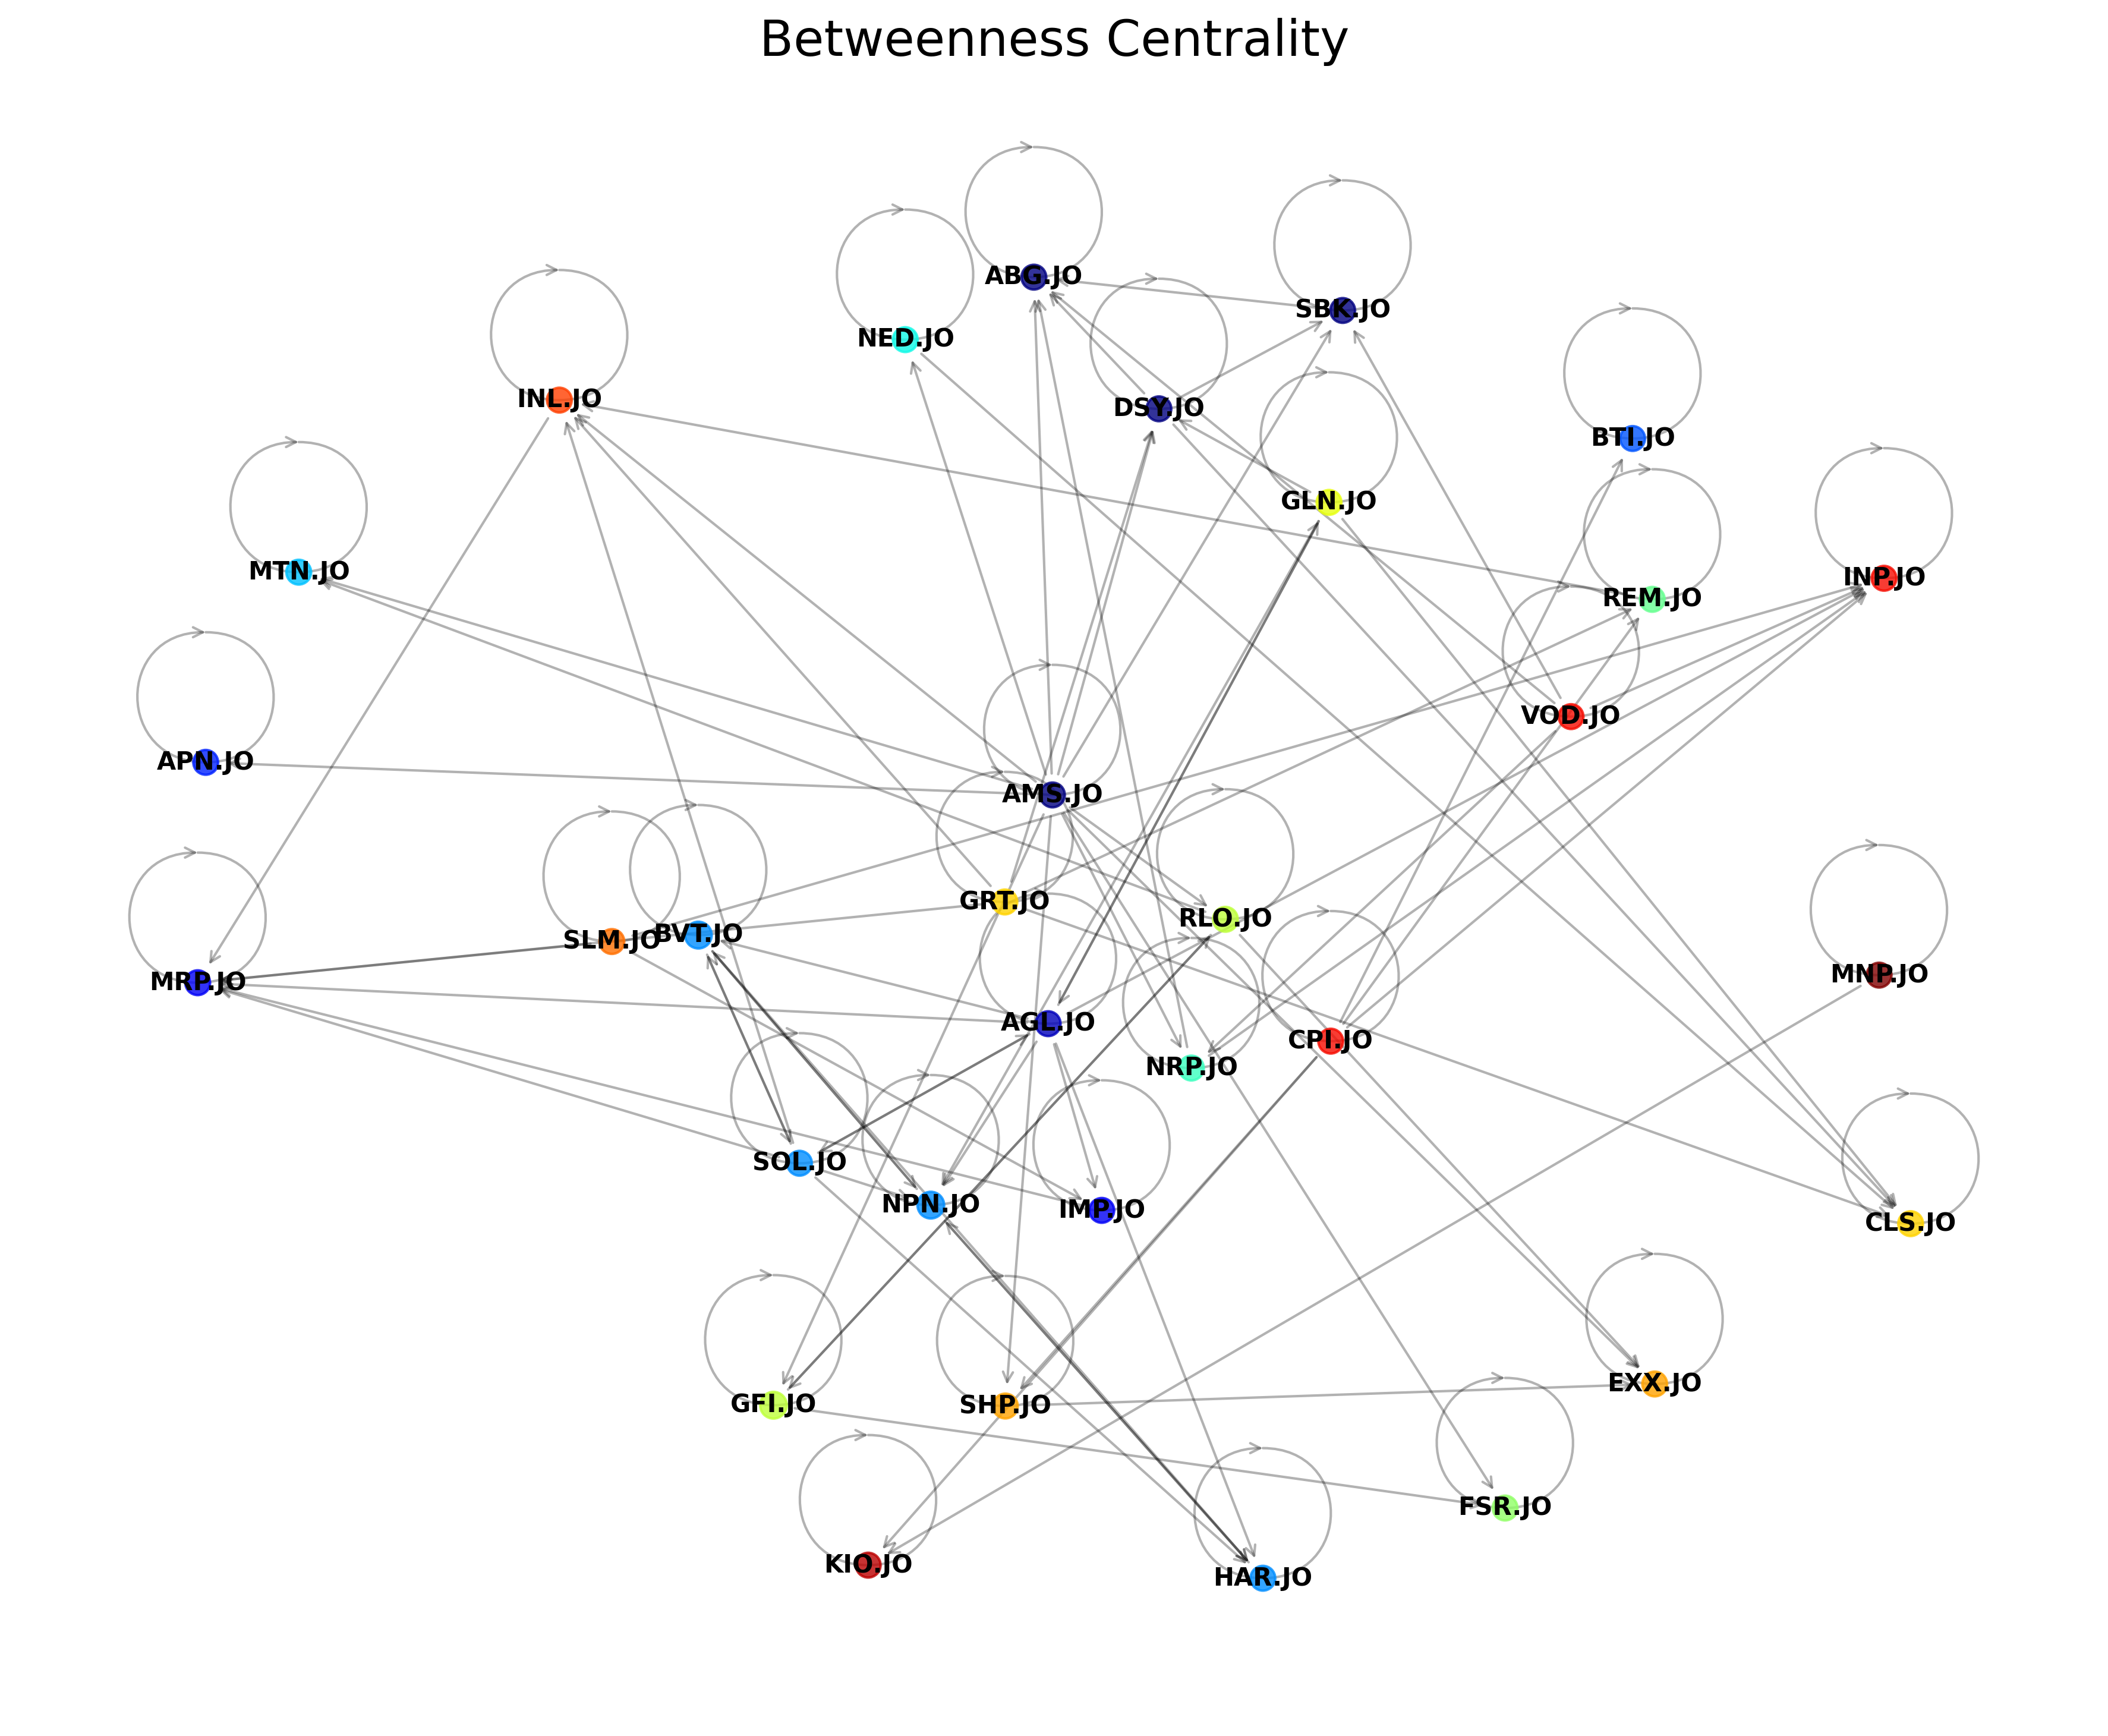 Betweenness Centrality
ABG.JO
SBK.JO
NED.JO
INL.JO
DSY.JO
BTI.JO
GLN.JO
MTN.JO
INP.JO
REM.JO
VOD.JO
APN.JO
AMS.JO
GRT.JO
RLO.JO
SLM.JO
BVT.JO
MRP.JO
MNP.JO
AGL.JO
CPI.JO
NRP.JO
SOL.JO
NPN.JO
IMP.JO
CLS.JO
EXX.JO
GFI.JO
SHP.JO
FSR.JO
KIO.JO
HAR.JO